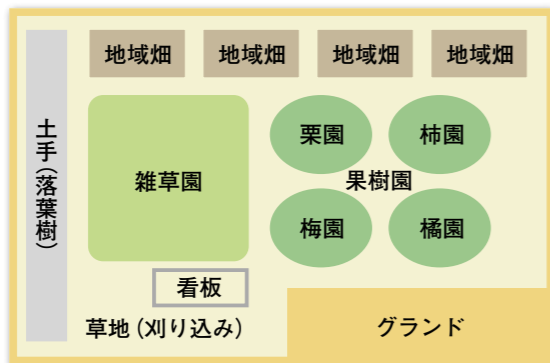 地域畑
地域畑
地域畑
地域畑
土手（落葉樹）
雑草園
栗園
柿園
果樹園
梅園
橘園
看板
草地（刈り込み）
グランド